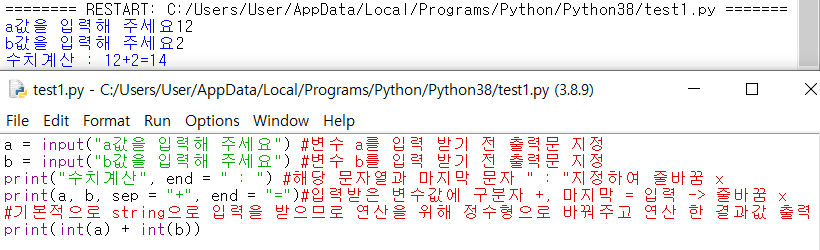 ======== RESTART: C:/Users/User/AppData/Local/Programs/Python/Python38/test1.py =======
a값을 입력해 주세요12
b값을 입력해 주세요2
수치계산 : 12+2=14
test1.py - C:/Users/User/AppData/Local/Programs/Python/Python38/test1.py (3.8.9)
File Edit Format Run Options Window Help
a = input("a값을 입력해 주세요") #변수 a를 입력 받기 전 출력문 지정
b = input("b값을 입력해 주세요") #변수 b를 입력 받기 전 출력문 지정
print("수치계산", end = " : ") #해당 문자열과 마지막 문자 " : "지정하여 줄바꿈 x
print(a, b, sep = "+", end = "=")#입력받은 변수값에 구분자 +, 마지막 = 입력 -> 줄바꿈 x
#기본적으로 string으로 입력을 받으므로 연산을 위해 정수형으로 바꿔주고 연산 한 결과값 출력
print(int(a) + int(b))